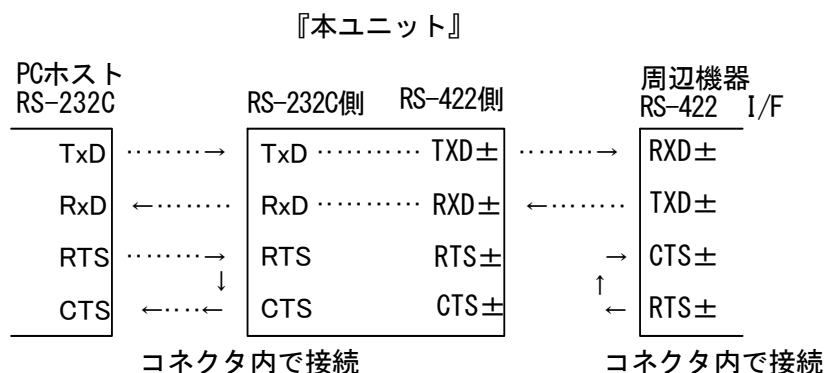 『本ユニット』
PCホスト 周辺機器
RS-232C RS-232C側 RS-422側 RS-422 I/F
TxD ‥‥‥‥→ TxD ‥‥‥‥‥‥ TXD± ‥‥‥‥→ RXD±
RxD ←‥‥‥‥ RxD ‥‥‥‥‥‥ RXD± ←‥‥‥‥ TXD±
RTS ‥‥‥‥→ RTS RTS± → CTS±
↓ ↑
CTS ←‥‥← CTS CTS± ← RTS±
コネクタ内で接続 コネクタ内で接続